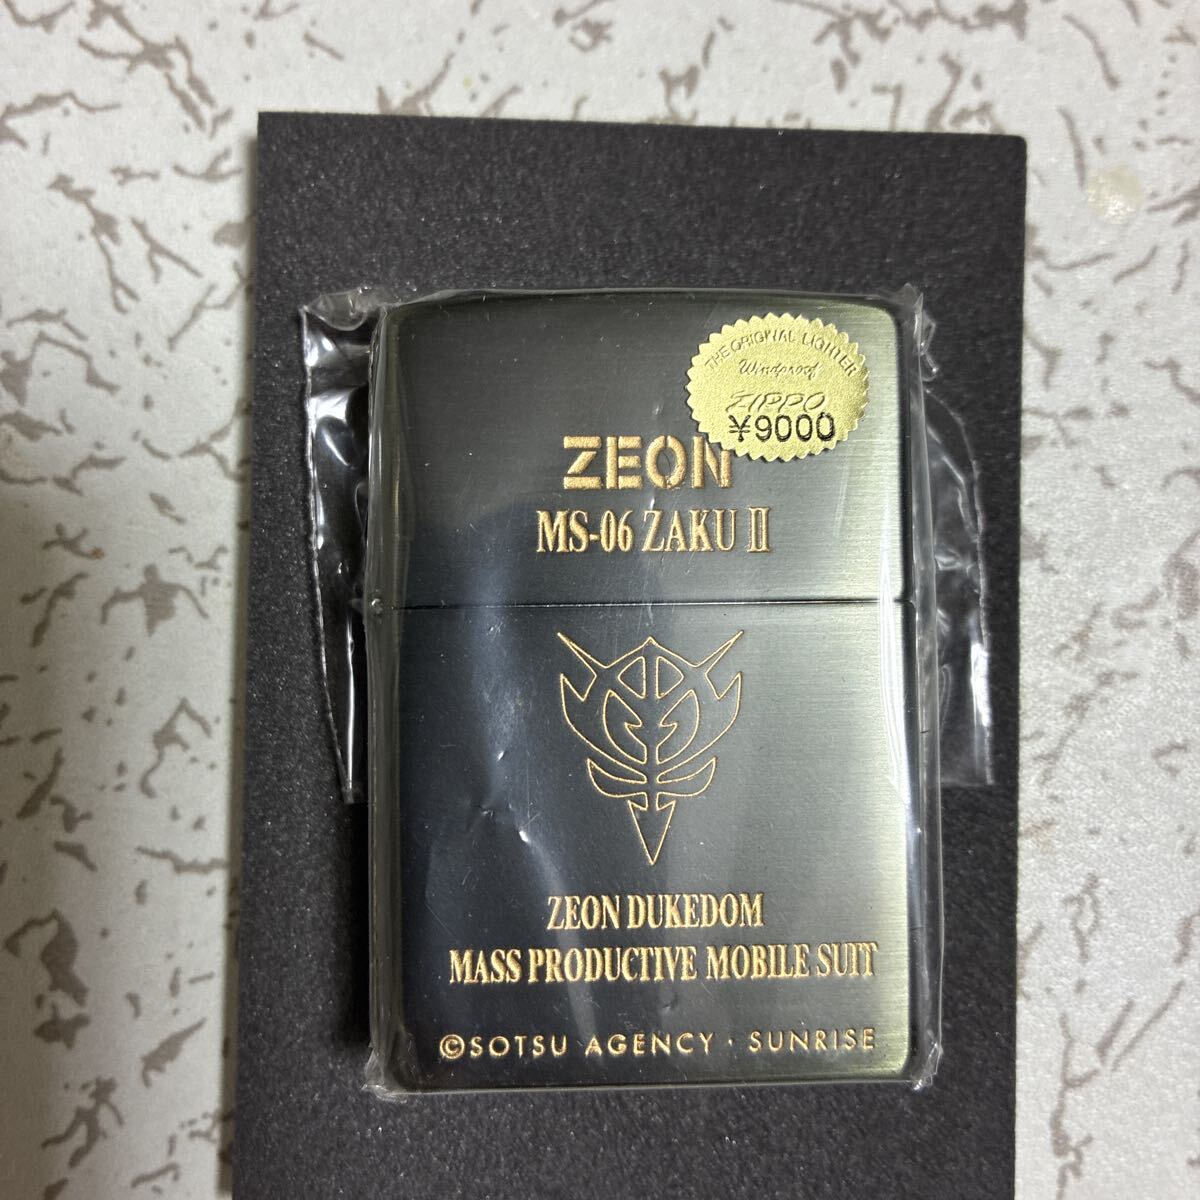 THE ORIGINAL LIGHTER
Windproof
ZIPPO
¥9000
ZEON
MS-06 ZAKU II
ZEON DUKEDOM
MASS PRODUCTIVE MOBILE SUIT
©SOTSU AGENCY・SUNRISE